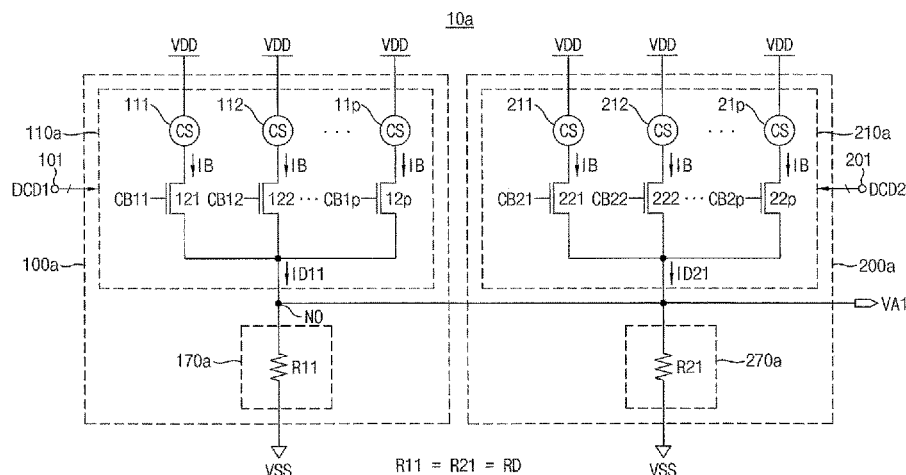 10a
VDD VDD VDD VDD VDD VDD
111 112 11p 211 212 21p
110a CS CS ··· CS CS CS ··· CS 210a
101 IB IB IB IB IB IB 201
DCD1 CB11 121 CB12 122 ··· CB1p 12p CB21 221 CB22 222 ··· CB2p 22p DCD2
100a ID11 ID21 200a
NO VA1
170a R11 R21 270a
VSS R11 = R21 = RD VSS